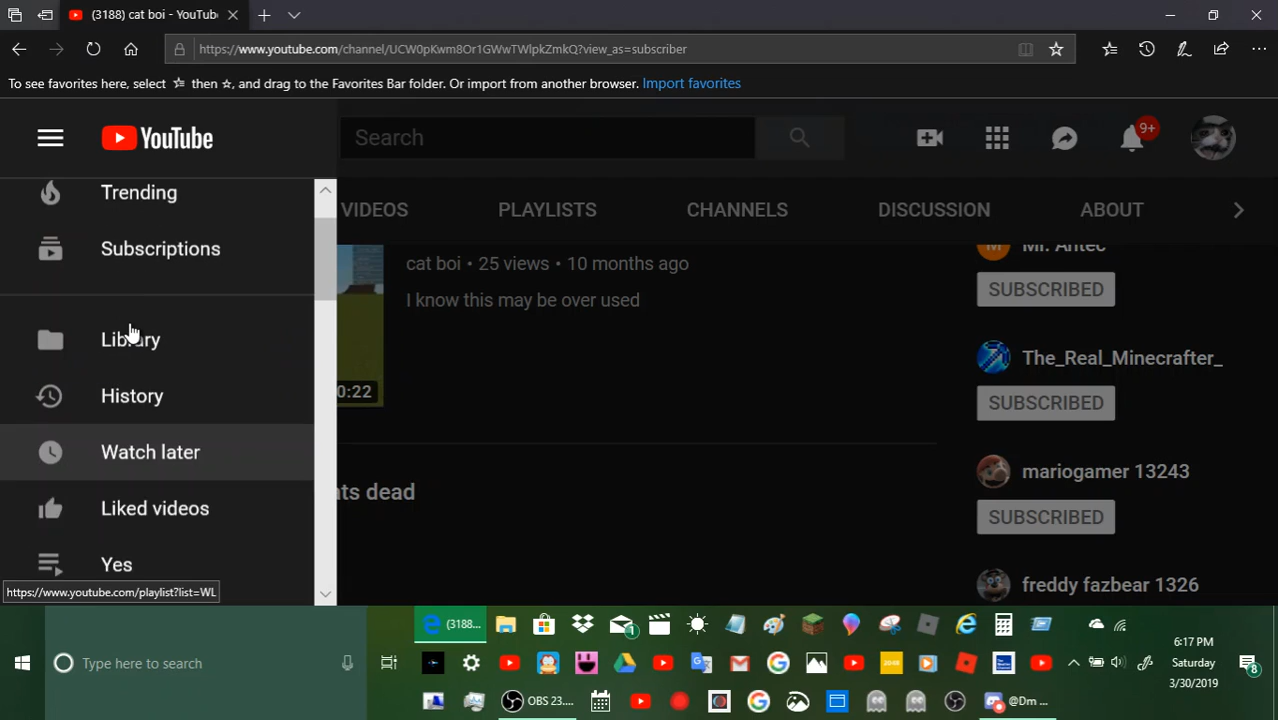 (3188) cat boi - YouTube
https://www.youtube.com/channel/UCW0pKwm8Or1GWwTWlpkZmkQ?view_as=subscriber
To see favorites here, select then , and drag to the Favorites Bar folder. Or import from another browser. Import favorites
YouTube
Search
9+
Trending
Subscriptions
Library
History
Watch later
Liked videos
Yes
https://www.youtube.com/playlist?list=WL
VIDEOS
PLAYLISTS
CHANNELS
DISCUSSION
ABOUT
cat boi • 25 views • 10 months ago
I know this may be over used
0:22
ats dead
Mr. Antec
SUBSCRIBED
The_Real_Minecrafter_
SUBSCRIBED
mariogamer 13243
SUBSCRIBED
freddy fazbear 1326
(3188...
1
6:17 PM
Saturday
3/30/2019
8
Type here to search
OBS 23....
@Dm ...